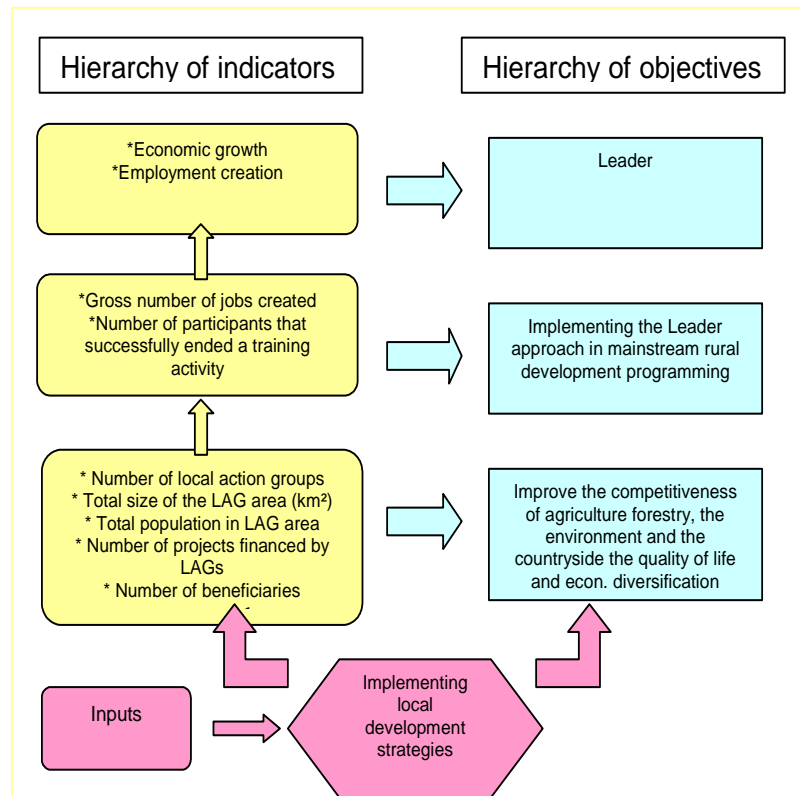 Hierarchy of indicators
Hierarchy of objectives
*Economic growth
*Employment creation
Leader
*Gross number of jobs created
*Number of participants that
successfully ended a training
activity
Implementing the Leader
approach in mainstream rural
development programming
* Number of local action groups
* Total size of the LAG area (km²)
* Total population in LAG area
* Number of projects financed by
LAGs
* Number of beneficiaries
Improve the competitiveness
of agriculture forestry, the
environment and the
countryside the quality of life
and econ. diversification
Inputs
Implementing
local
development
strategies